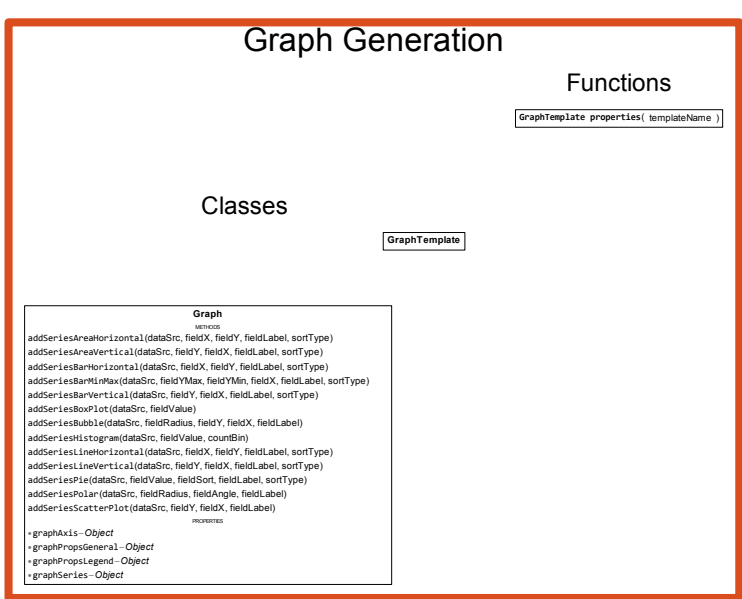 Graph Generation
Functions
GraphTemplate properties( templateName )
Classes
GraphTemplate
Graph
METHODS
addSeriesAreaHorizontal(dataSrc, fieldX, fieldY, fieldLabel, sortType)
addSeriesAreaVertical(dataSrc, fieldY, fieldX, fieldLabel, sortType)
addSeriesBarHorizontal(dataSrc, fieldX, fieldY, fieldLabel, sortType)
addSeriesBarMinMax(dataSrc, fieldYMax, fieldYMin, fieldX, fieldLabel, sortType)
addSeriesBarVertical(dataSrc, fieldY, fieldX, fieldLabel, sortType)
addSeriesBoxPlot(dataSrc, fieldValue)
addSeriesBubble(dataSrc, fieldRadius, fieldY, fieldX, fieldLabel)
addSeriesHistogram(dataSrc, fieldValue, countBin)
addSeriesLineHorizontal(dataSrc, fieldX, fieldY, fieldLabel, sortType)
addSeriesLineVertical(dataSrc, fieldY, fieldX, fieldLabel, sortType)
addSeriesPie(dataSrc, fieldValue, fieldSort, fieldLabel, sortType)
addSeriesPolar(dataSrc, fieldRadius, fieldAngle, fieldLabel)
addSeriesScatterPlot(dataSrc, fieldY, fieldX, fieldLabel)
PROPERTIES
•graphAxis–Object
•graphPropsGeneral–Object
•graphPropsLegend–Object
•graphSeries–Object